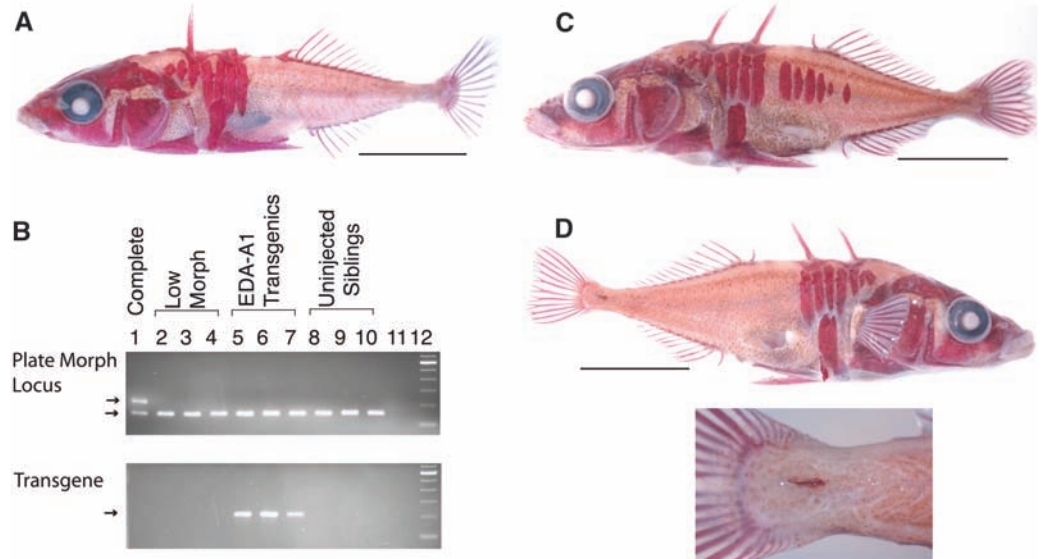 A
C
B
Complete
Low
Morph
EDA-A1
Transgenics
Uninjected
Siblings
1 2 3 4 5 6 7 8 9 10 11 12
Plate Morph
Locus
Transgene
D